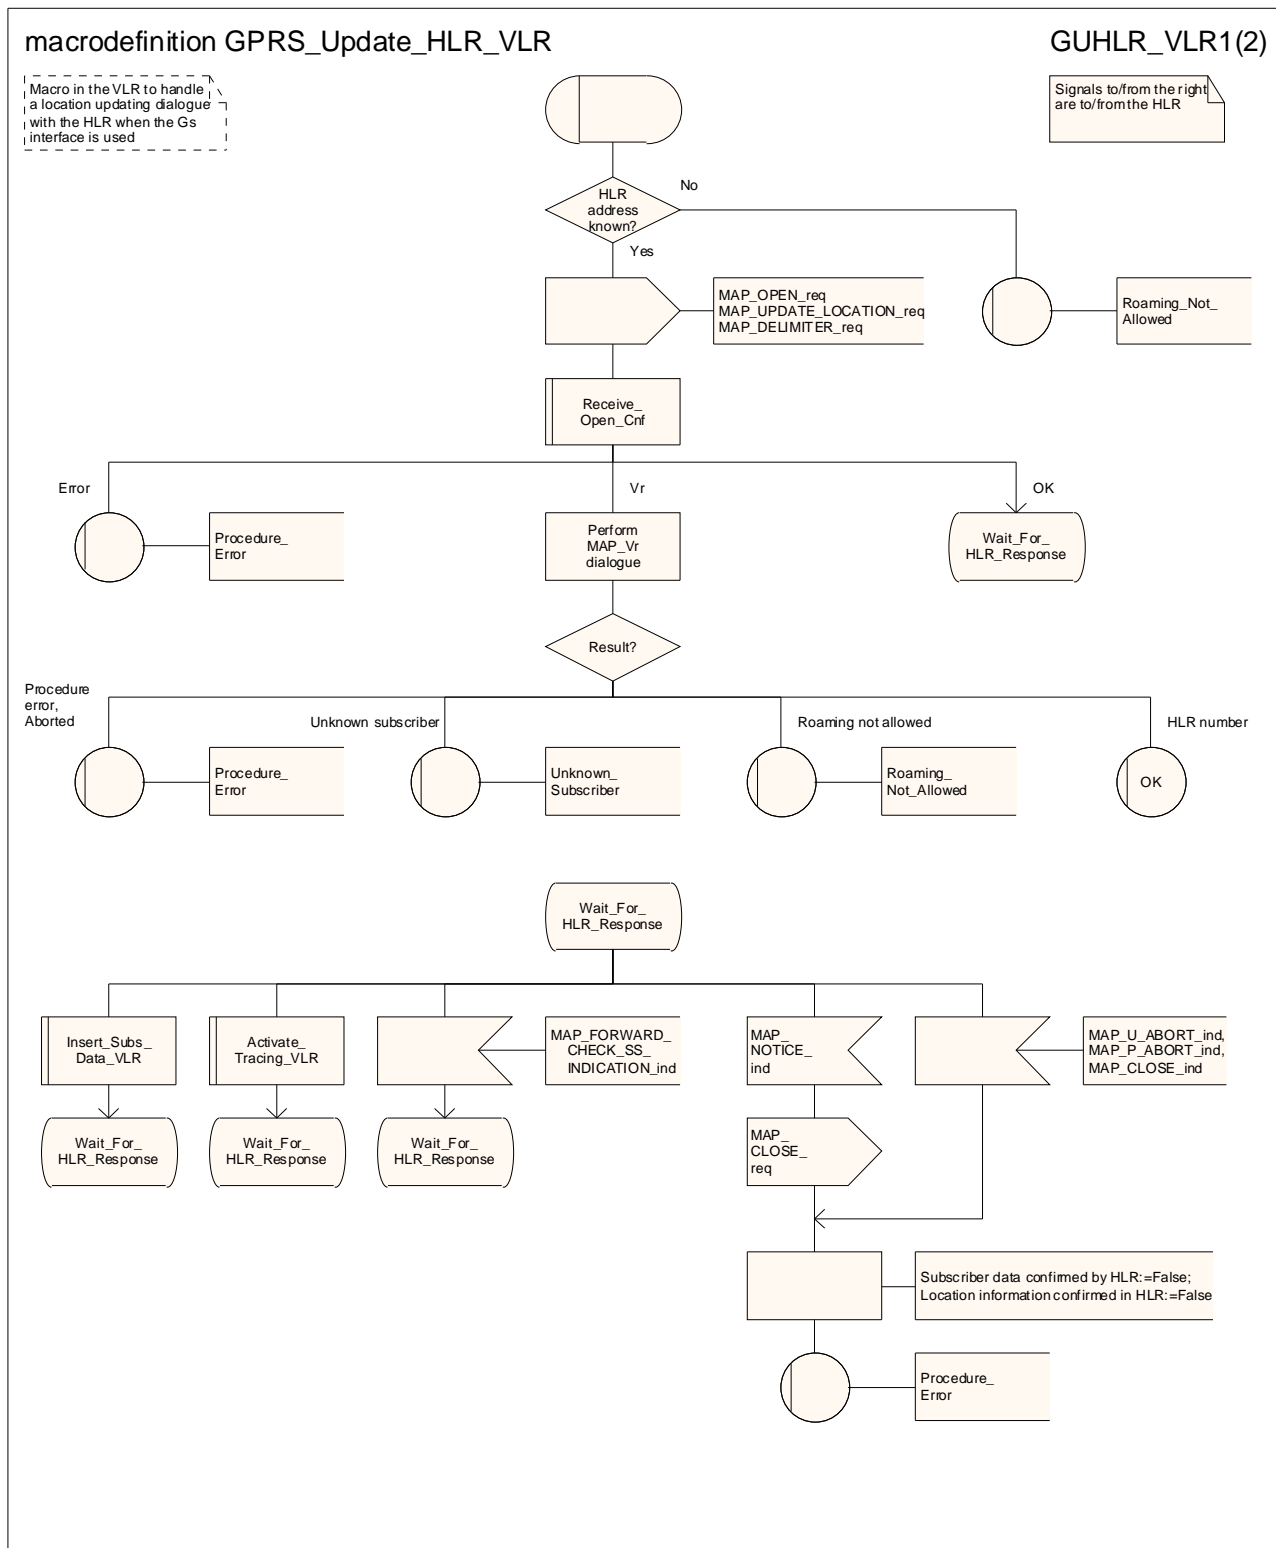 macrodefinition GPRS_Update_HLR_VLR
GUHLR_VLR1(2)
Macro in the VLR to handle
a location updating dialogue
with the HLR when the Gs
interface is used
Signals to/from the right
are to/from the HLR
HLR
address
known?
No
Yes
MAP_OPEN_req
MAP_UPDATE_LOCATION_req
MAP_DELIMITER_req
Roaming_Not_
Allowed
Receive_
Open_Cnf
Error
Vr
OK
Procedure_
Error
Perform
MAP_Vr
dialogue
Wait_For_
HLR_Response
Result?
Procedure
error,
Aborted
Unknown subscriber
Roaming not allowed
HLR number
Procedure_
Error
Unknown_
Subscriber
Roaming_
Not_Allowed
OK
Wait_For_
HLR_Response
Insert_Subs_
Data_VLR
Activate_
Tracing_VLR
MAP_FORWARD_
CHECK_SS_
INDICATION_ind
MAP_
NOTICE_
ind
MAP_U_ABORT_ind,
MAP_P_ABORT_ind,
MAP_CLOSE_ind
Wait_For_
HLR_Response
Wait_For_
HLR_Response
Wait_For_
HLR_Response
MAP_
CLOSE_
req
Subscriber data confirmed by HLR:=False;
Location information confirmed in HLR:=False
Procedure_
Error